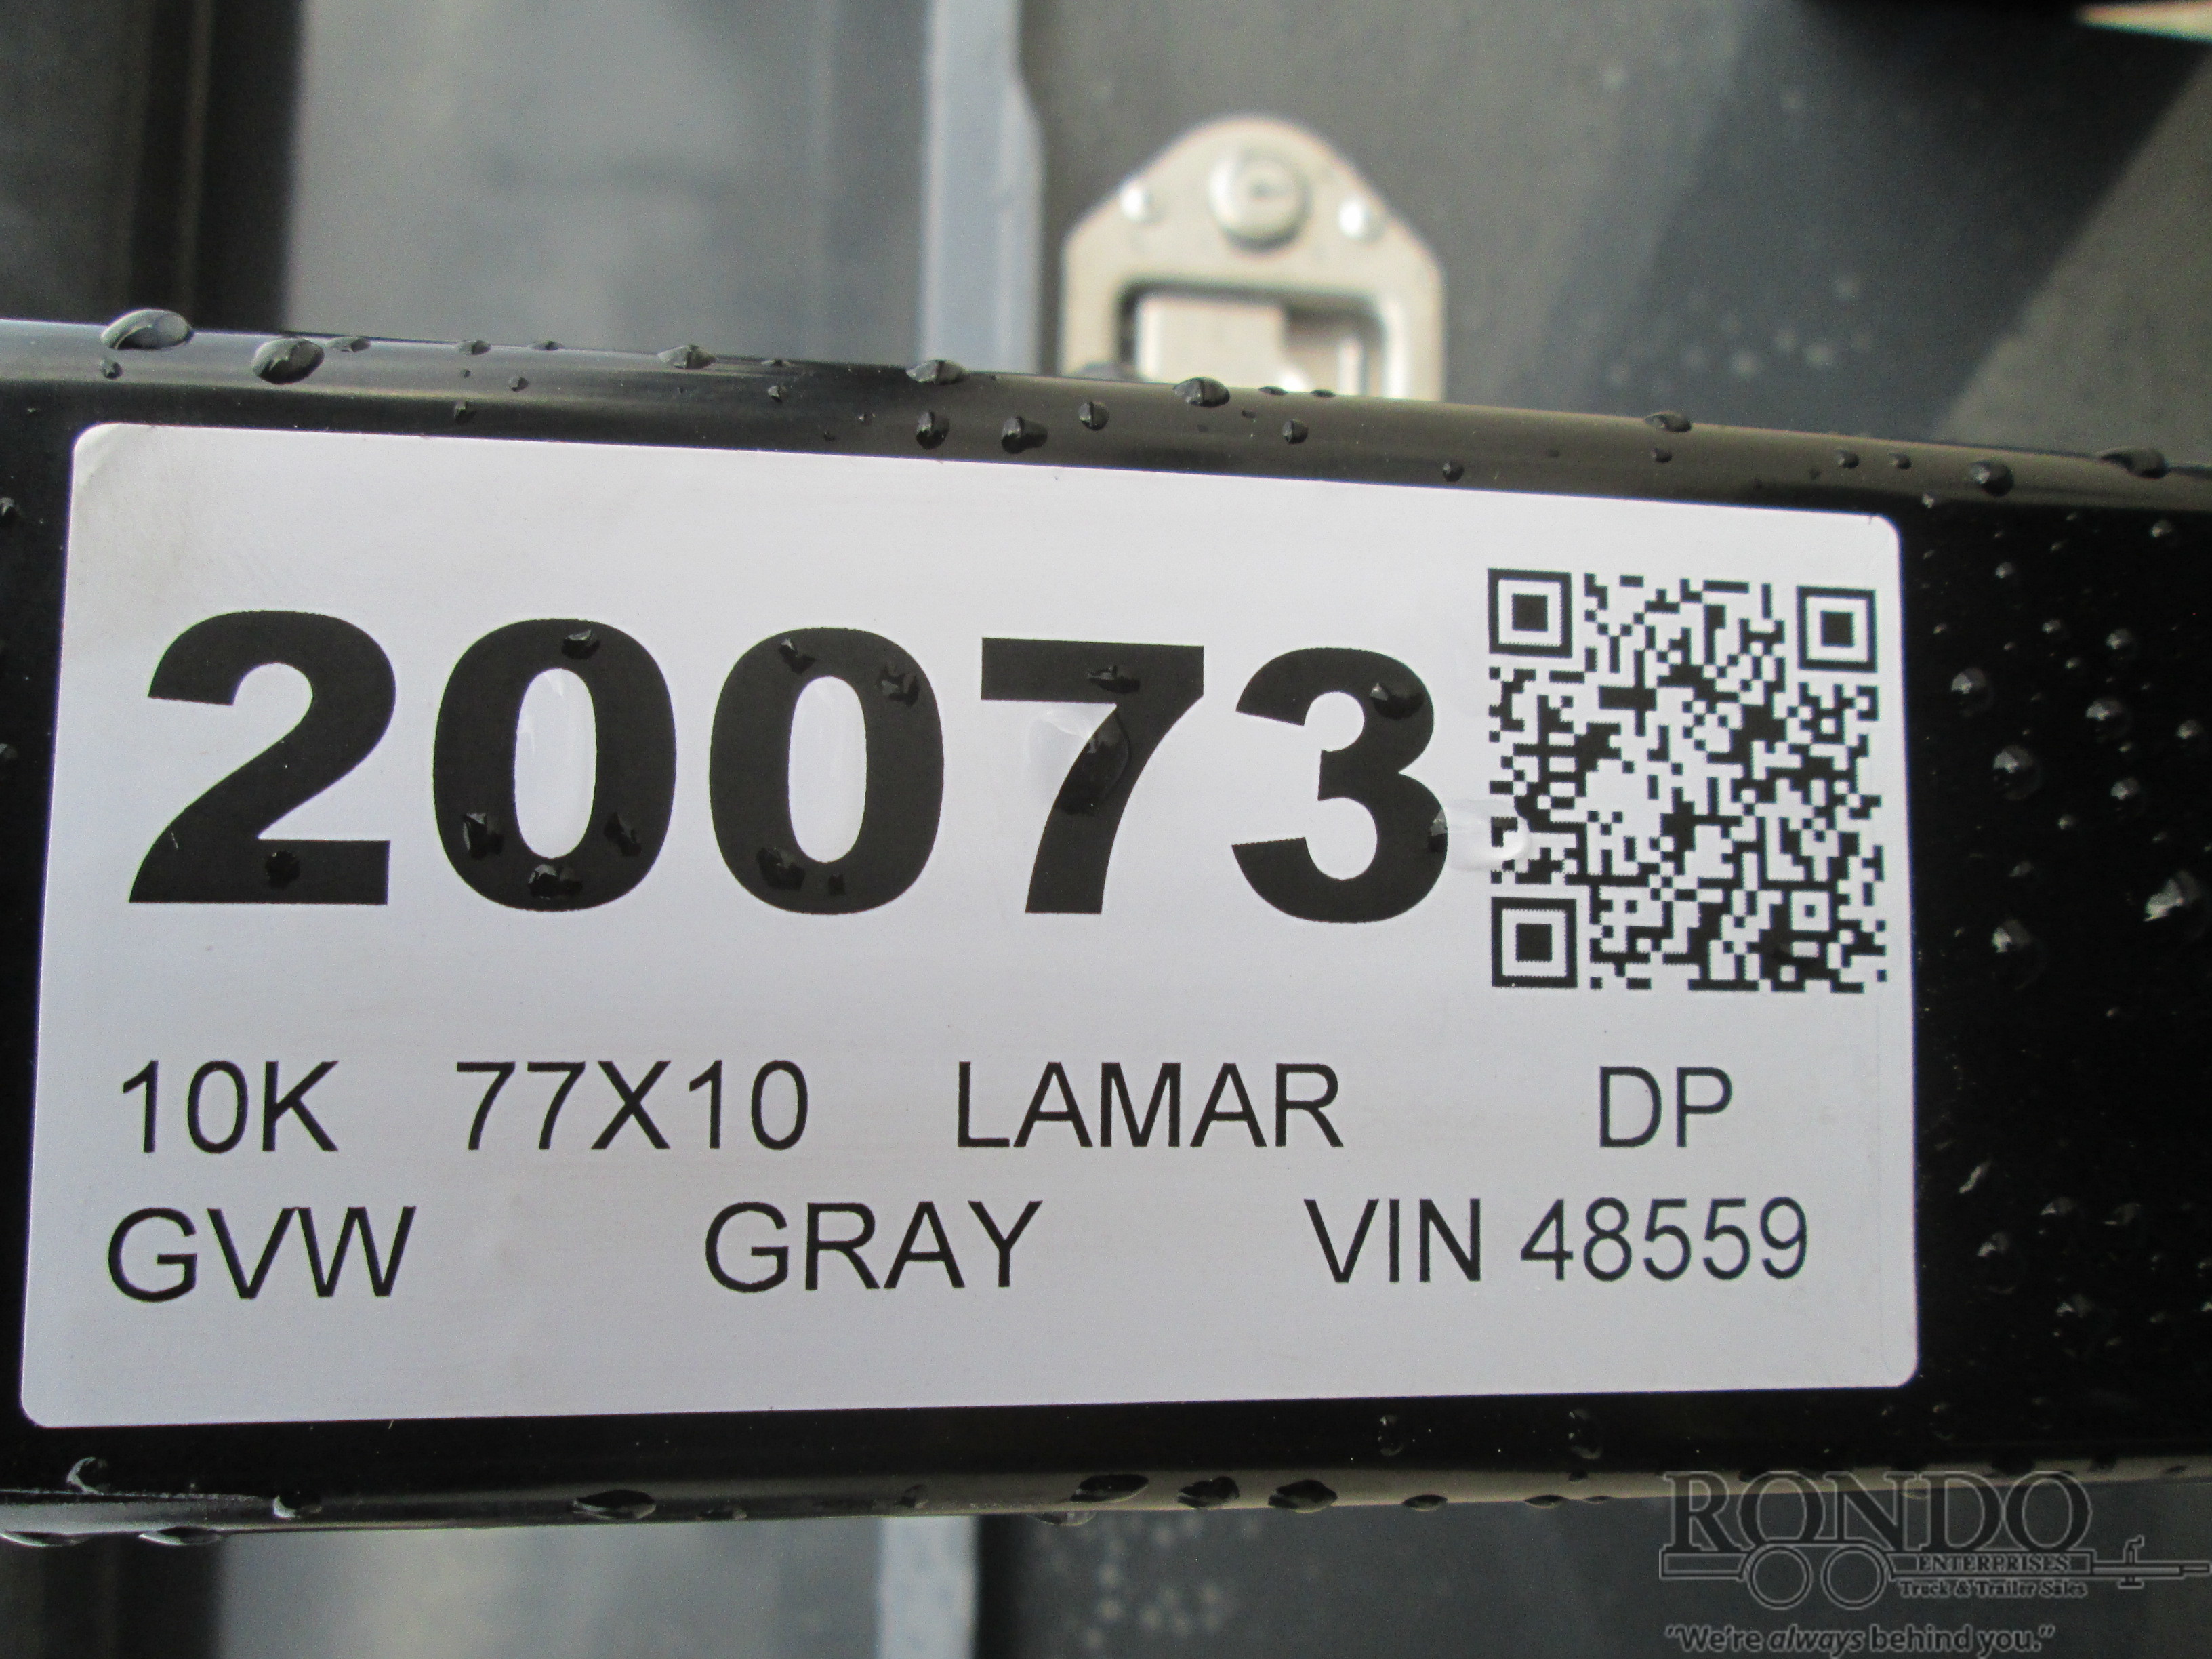 20073
10K 77X10 LAMAR DP
GVW GRAY VIN 48559
RONDO
ENTERPRISES
Truck & Trailer Sales
"We're always behind you."